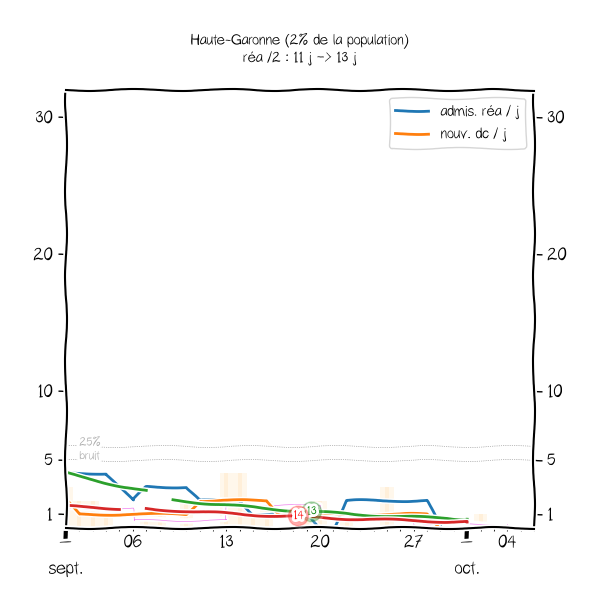 Haute-Garonne (2% de la population)
réa /2 : 11 j -> 13 j
admis. réa / j
nouv. dc / j
30
30
20
20
10
10
25%
bruit
5
5
1
1
14
13
06
13
20
27
04
sept.
oct.